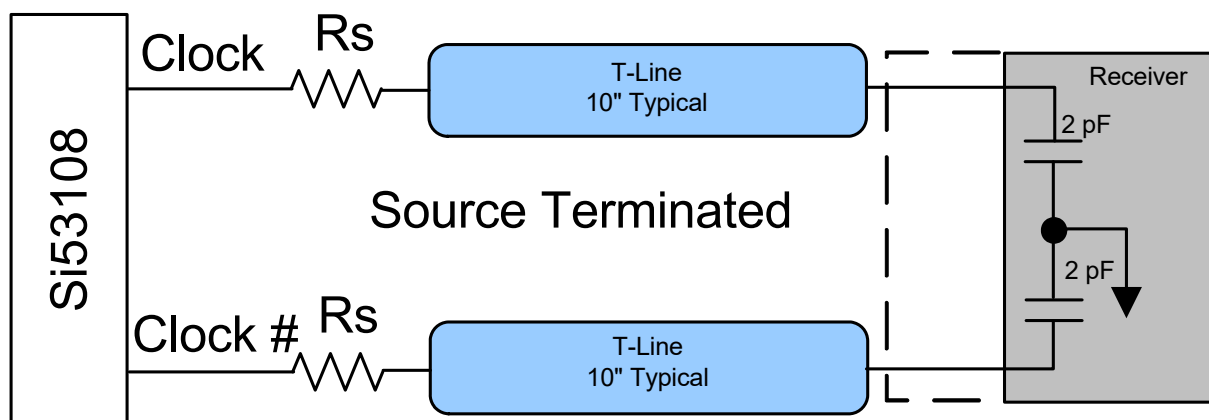 Si53108
Clock
Rs
T-Line
10" Typical
Receiver
2 pF
Source Terminated
2 pF
Clock #
Rs
T-Line
10" Typical